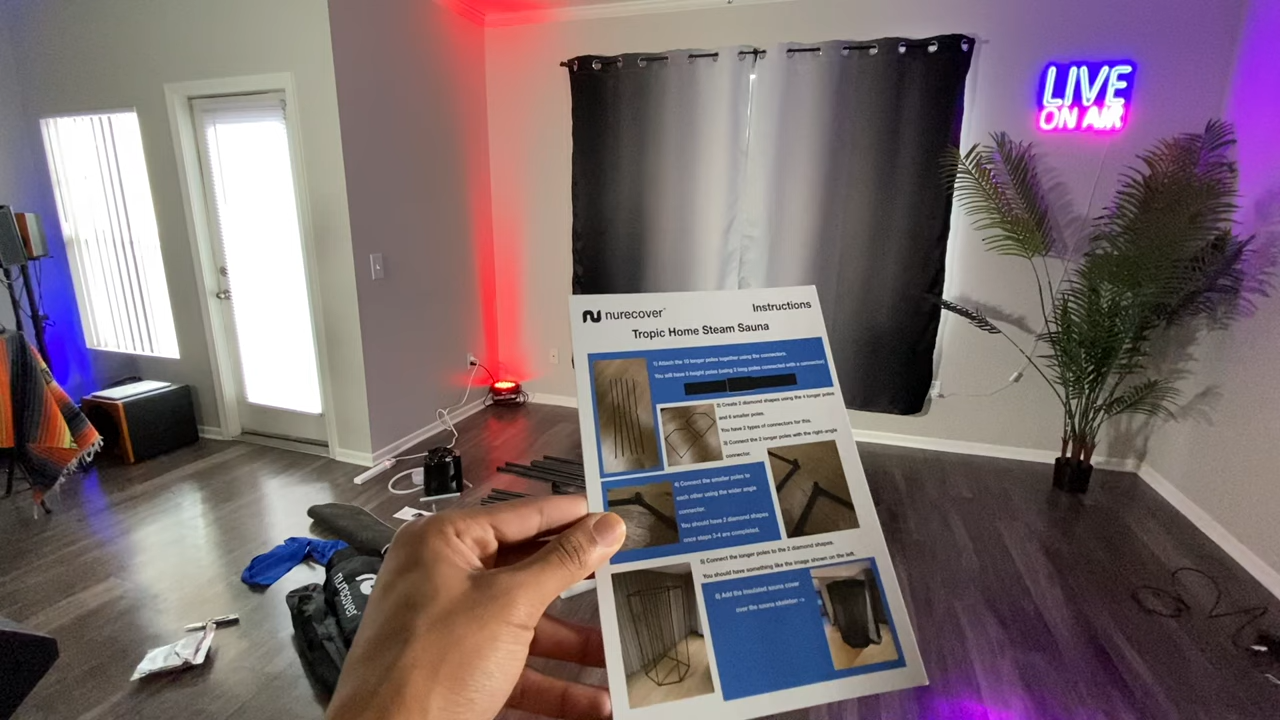 LIVE
ON AIR
nurecover
Instructions
Tropic Home Steam Sauna
1) Attach the 10 longer poles together using the connectors.
You will have 5 height poles (using 2 long poles connected with a connector)
2) Create 2 diamond shapes using the 4 longer poles
and 6 smaller poles.
You have 2 types of connectors for this.
3) Connect the 2 longer poles with the right-angle
connector.
4) Connect the smaller poles to
each other using the wider angle
connector.
You should have 2 diamond shapes
once steps 3-4 are completed.
5) Connect the longer poles to the 2 diamond shapes.
You should have something like the image shown on the left.
6) Add the insulated sauna cover
over the sauna skeleton ->
nurecover